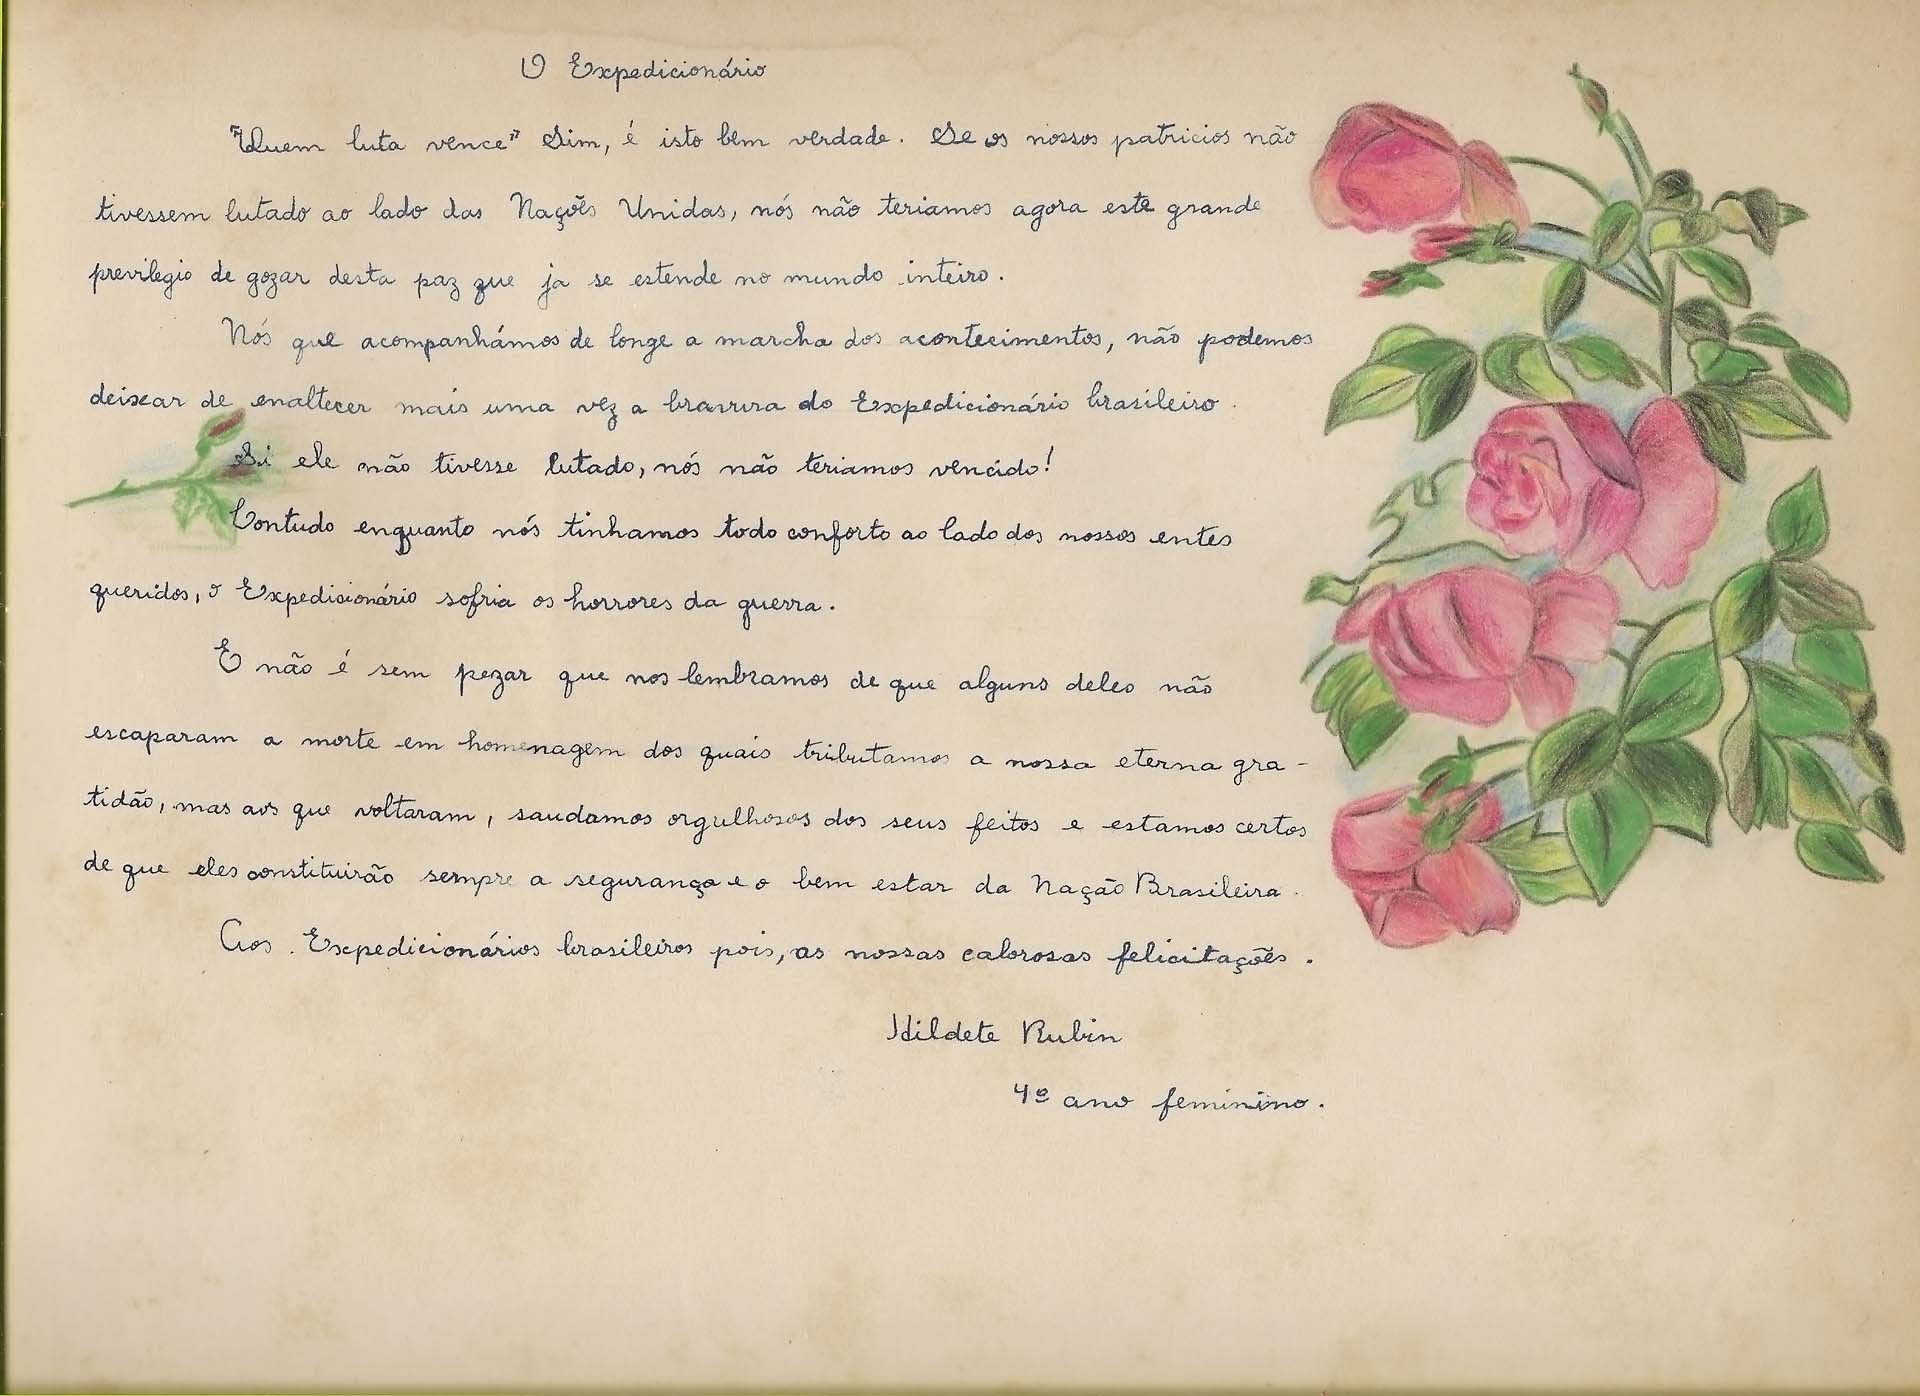 O Expedicionário
"Quem luta vence" Sim, é isto bem verdade. Se os nossos patricios não
tivessem lutado ao lado das Nações Unidas, nós não teriamos agora este grande
previlegio de gozar desta paz que ja se estende no mundo inteiro.
Nós que acompanhámos de longe a marcha dos acontecimentos, não podemos
deixar de enaltecer mais uma vez a bravura do Expedicionário brasileiro.
Si ele não tivesse lutado, nós não teriamos vencido!
Contudo enquanto nós tinhamos todo conforto ao lado dos nossos entes
queridos, o Expedicionário sofria os horrores da guerra.
E não é sem pezar que nos lembramos de que alguns deles não
escaparam a morte em homenagem dos quais tributamos a nossa eterna gra-
tidão, mas aos que voltaram, saudamos orgulhosos dos seus feitos e estamos certos
de que eles constituirão sempre a segurança e o bem estar da Nação Brasileira.
Aos Expedicionários brasileiros pois, as nossas calorosas felicitações.
Hildete Rubin
4º ano feminino.